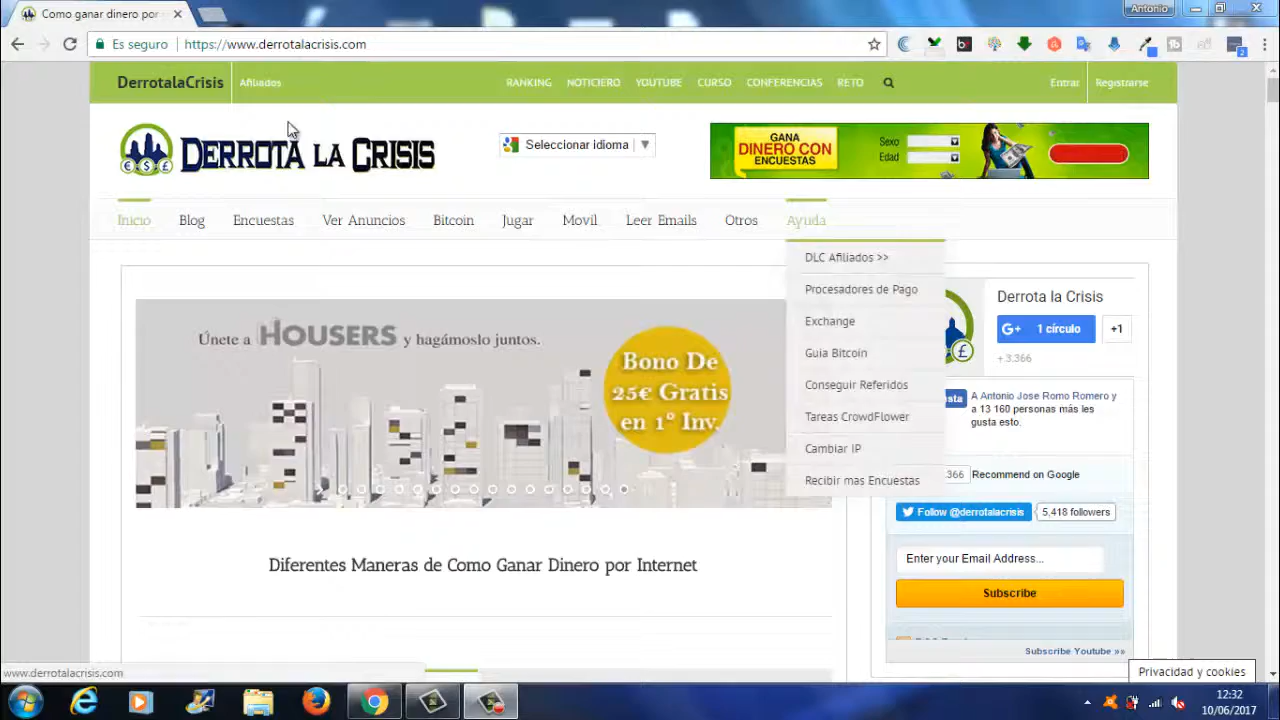 Como ganar dinero por
Antonio
Es seguro
https://www.derrotalacrisis.com
DerrotalaCrisis
Afiliados
RANKING
NOTICIERO
YOUTUBE
CURSO
CONFERENCIAS
RETO
Entrar
Registrarse
DERROTA LA CRISIS
Seleccionar idioma
GANA
DINERO CON
ENCUESTAS
Sexo
Edad
Inicio
Blog
Encuestas
Ver Anuncios
Bitcoin
Jugar
Movil
Leer Emails
Otros
Ayuda
DLC Afiliados >>
Procesadores de Pago
Exchange
Guia Bitcoin
Conseguir Referidos
Tareas CrowdFlower
Cambiar IP
Recibir mas Encuestas
Únete a HOUSERS y hagámoslo juntos.
Bono De
25€ Gratis
en 1º Inv.
Diferentes Maneras de Como Ganar Dinero por Internet
Derrota la Crisis
G+ 1 círculo
+1
+ 3.366
A Antonio Jose Romo Romero y
a 13 160 personas más les
gusta esto.
Recommend on Google
Follow @derrotalacrisis
5,418 followers
Enter your Email Address...
Subscribe
Subscribe Youtube »»
www.derrotalacrisis.com
Privacidad y cookies
12:32
10/06/2017